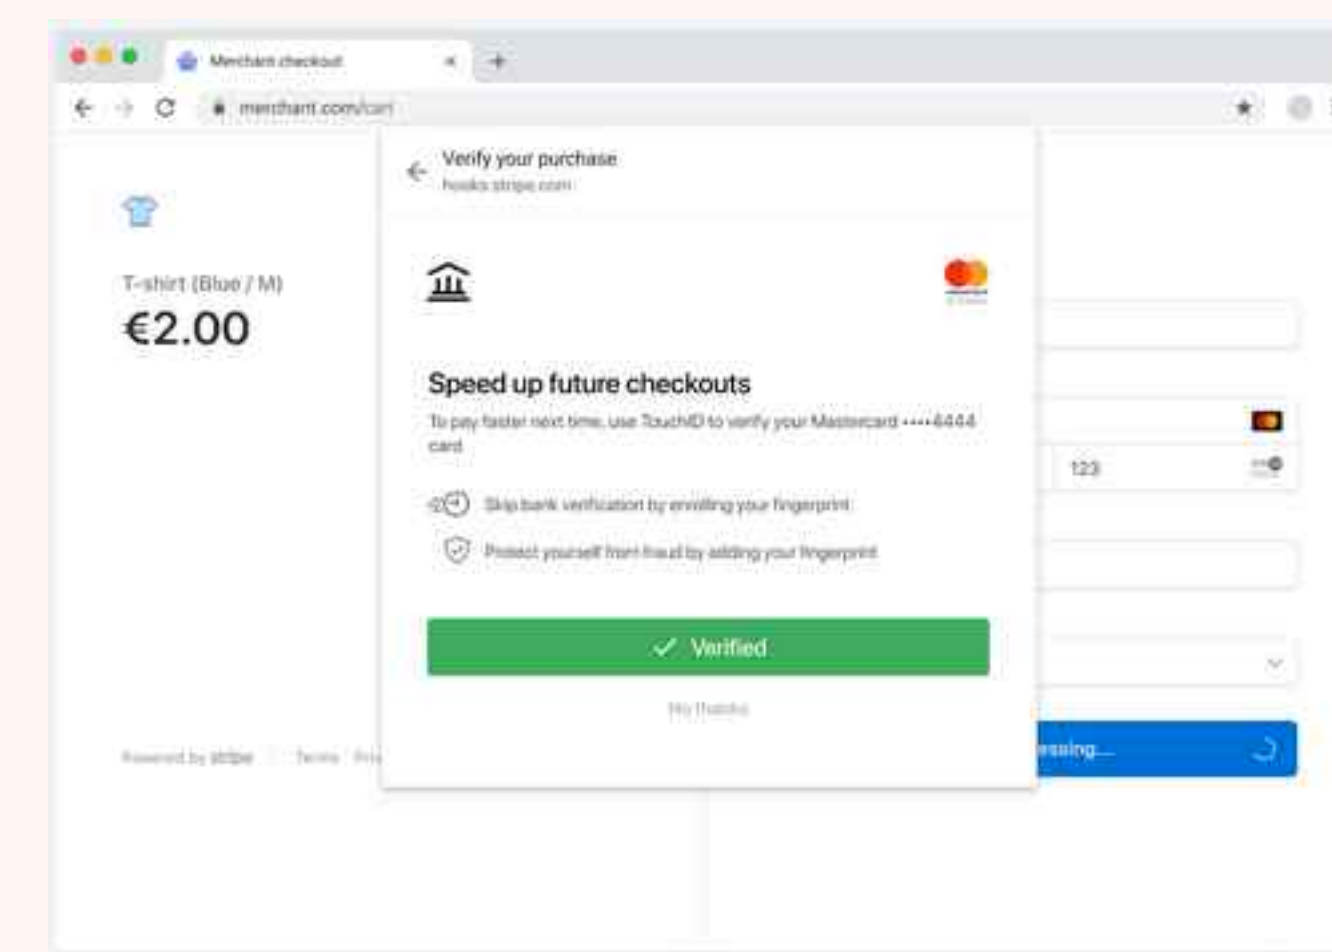 Merchant checkout
merchant.com/cart
Verify your purchase
hooks.stripe.com
T-shirt (Blue / M)
€2.00
Speed up future checkouts
To pay faster next time, use TouchID to verify your Mastercard ••••4444
card
Skip bank verification by enrolling your fingerprint
Protect yourself from fraud by adding your fingerprint
123
✓ Verified
No thanks
essing...
Powered by stripe
Terms